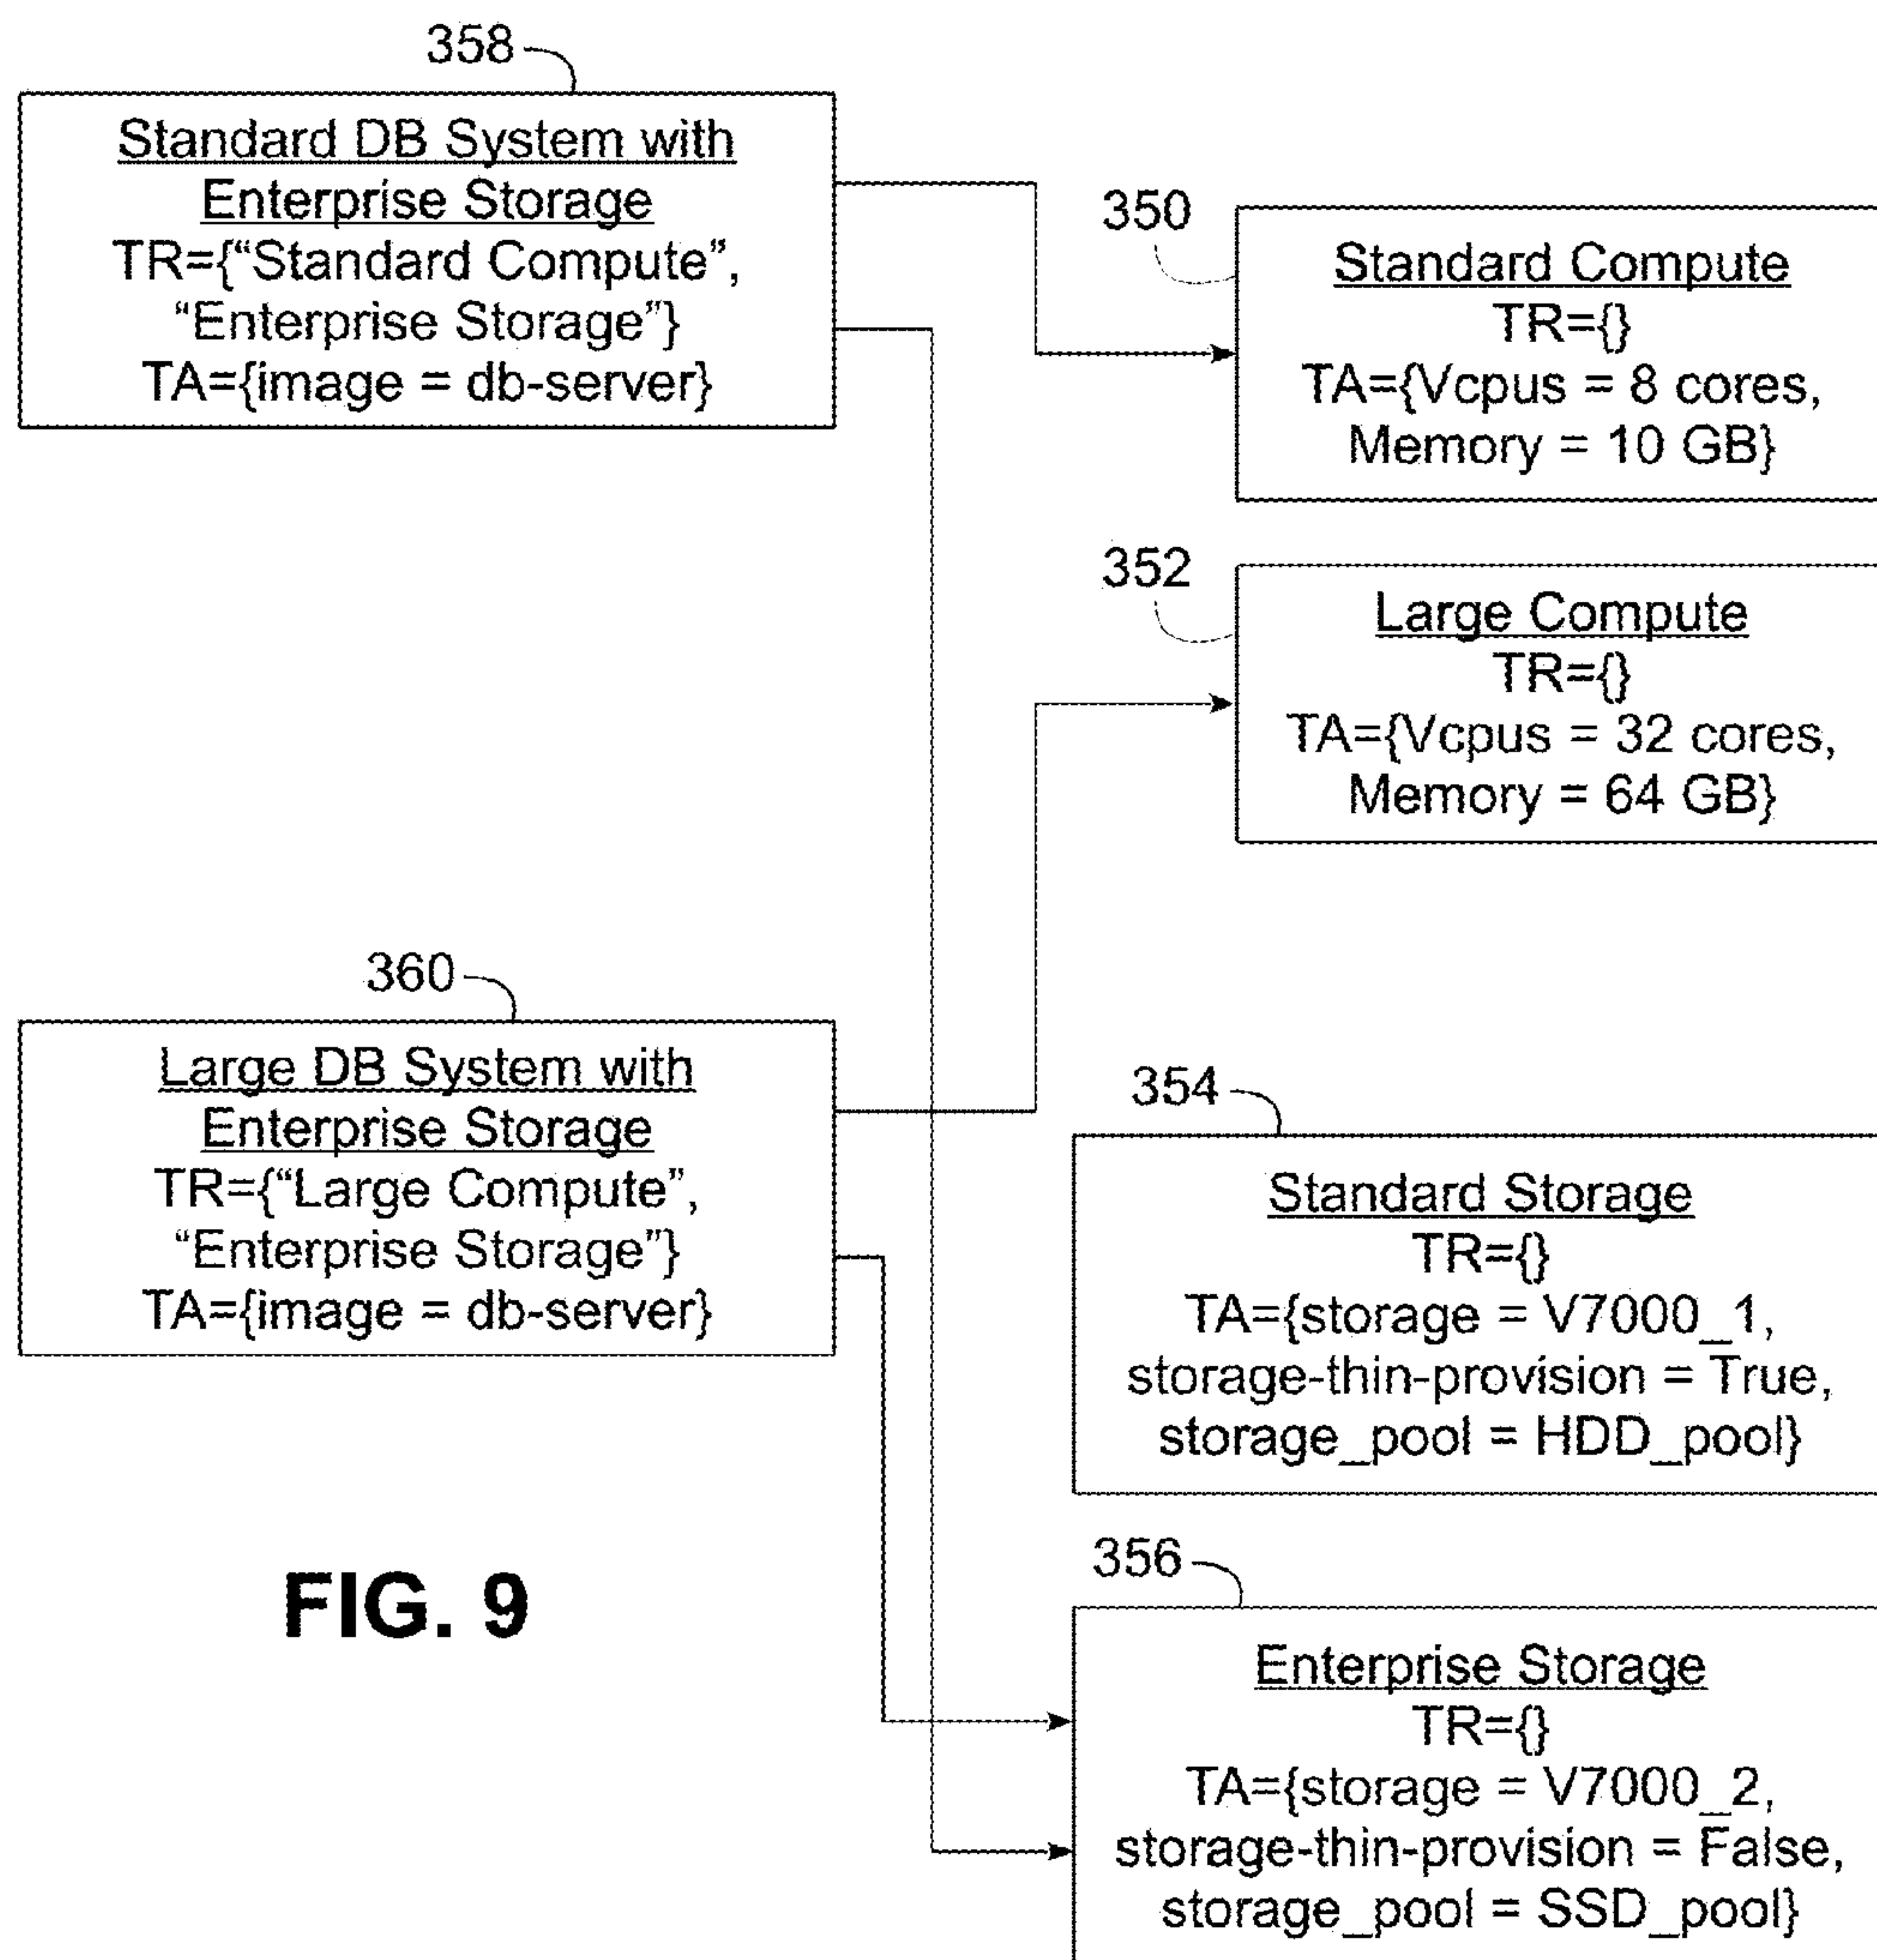 358
Standard DB System with
Enterprise Storage
TR={“Standard Compute”,
“Enterprise Storage”}
TA={image = db-server}
350
Standard Compute
TR={}
TA={Vcpus = 8 cores,
Memory = 10 GB}
352
Large Compute
TR={}
TA={Vcpus = 32 cores,
Memory = 64 GB}
360
Large DB System with
Enterprise Storage
TR={“Large Compute”,
“Enterprise Storage”}
TA={image = db-server}
354
Standard Storage
TR={}
TA={storage = V7000_1,
storage-thin-provision = True,
storage_pool = HDD_pool}
356
Enterprise Storage
TR={}
TA={storage = V7000_2,
storage-thin-provision = False,
storage_pool = SSD_pool}
FIG. 9